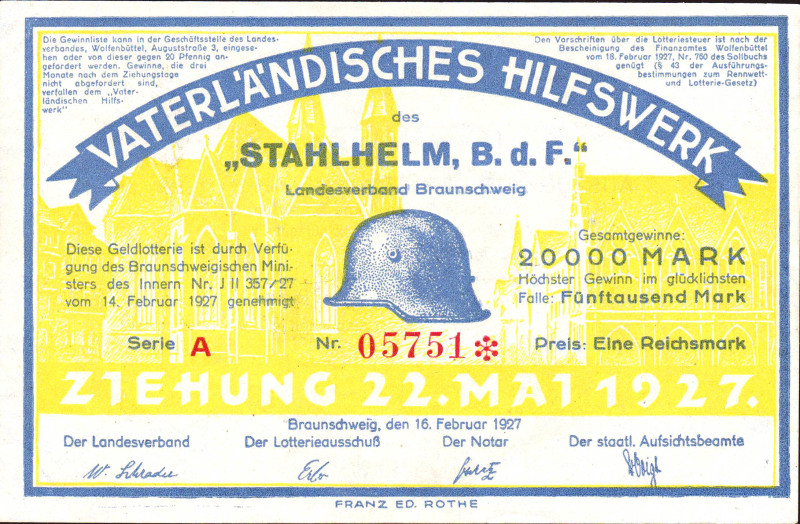 Die Gewinnliste kann in der Geschäftsstelle des Landes-
verbandes, Wolfenbüttel, Auguststraße 3, eingese-
hen oder von dieser gegen 20 Pfennig an-
gefordert werden. Gewinne, die drei
Monate nach dem Ziehungstage
nicht abgefordert sind,
verfallen dem „Vater-
ländischen Hilfs-
werk"
Den Vorschriften über die Lotteriesteuer ist nach der
Bescheinigung des Finanzamtes Wolfenbüttel
vom 18. Februar 1927, Nr. 760 des Sollbuchs
genügt (§ 43 der Ausführungs-
bestimmungen zum Rennwett-
und Lotterie-Gesetz)
VATERLÄNDISCHES HILFSWERK
des
„STAHLHELM, B. d. F.“
Landesverband Braunschweig
Diese Geldlotterie ist durch Verfü-
gung des Braunschweigischen Mini-
sters des Innern Nr. J II 357/27
vom 14. Februar 1927 genehmigt
Gesamtgewinne:
20000 MARK
Höchster Gewinn im glücklichsten
Falle: Fünftausend Mark
Serie A Nr. 05751* Preis: Eine Reichsmark
ZIEHUNG 22. MAI 1927.
Braunschweig, den 16. Februar 1927
Der Landesverband Der Lotterieausschuß Der Notar Der staatl. Aufsichtsbeamte
W. Schrader
FRANZ ED. ROTHE